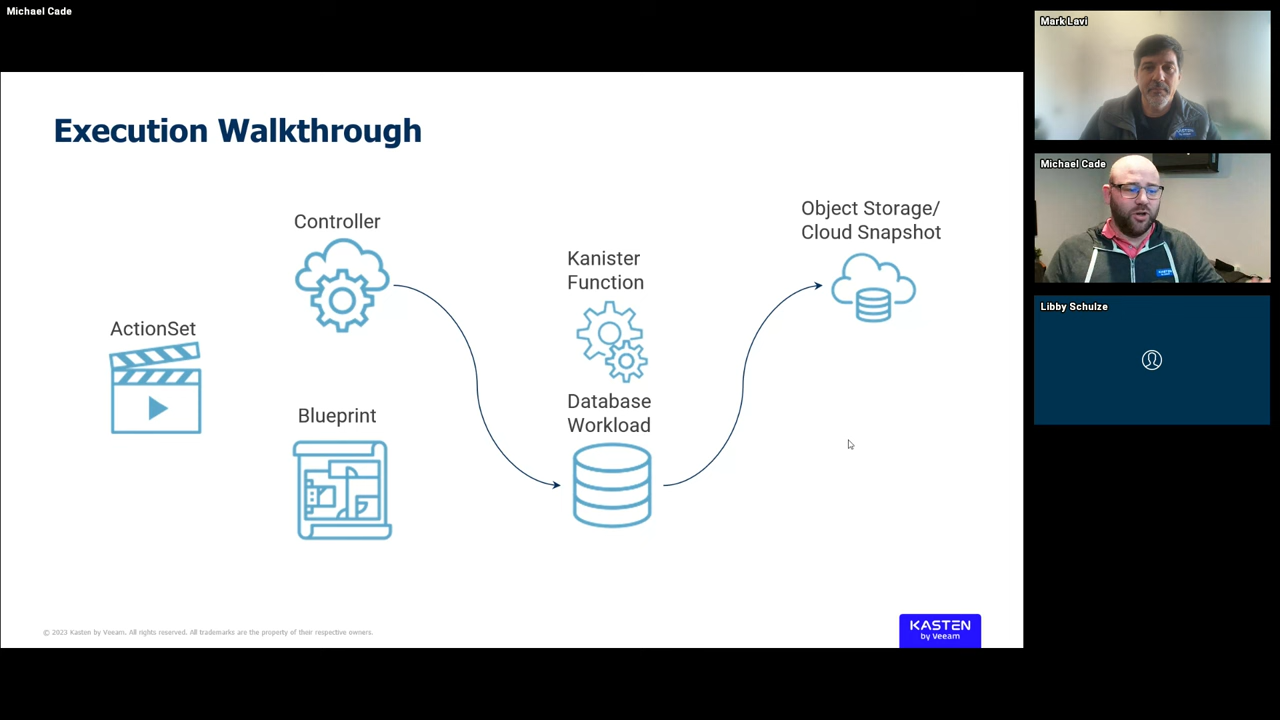 Michael Cade
Execution Walkthrough
Controller
Object Storage/
Cloud Snapshot
Kanister
Function
ActionSet
Database
Workload
Blueprint
© 2023 Kasten by Veeam. All rights reserved. All trademarks are the property of their respective owners.
KASTEN
by Veeam
Mark Lavi
Michael Cade
Libby Schulze